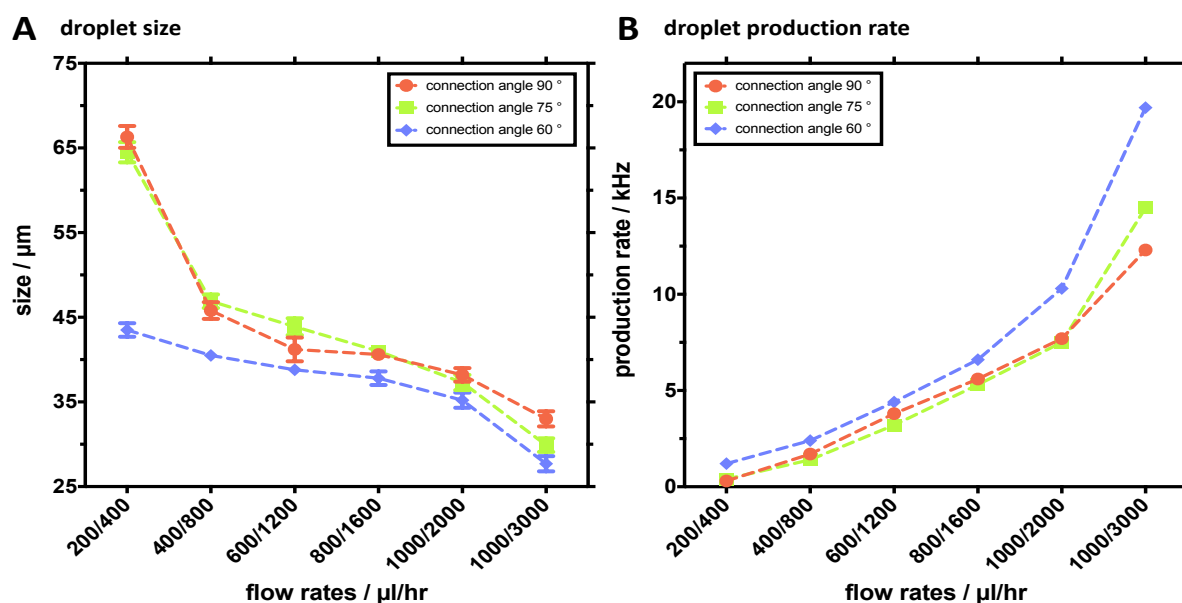 A droplet size
75
65
55
45
35
25
size / µm
connection angle 90 °
connection angle 75 °
connection angle 60 °
200/400
400/800
600/1200
800/1600
1000/2000
1000/3000
flow rates / µl/hr
B droplet production rate
20
15
10
5
0
production rate / kHz
connection angle 90 °
connection angle 75 °
connection angle 60 °
200/400
400/800
600/1200
800/1600
1000/2000
1000/3000
flow rates / µl/hr